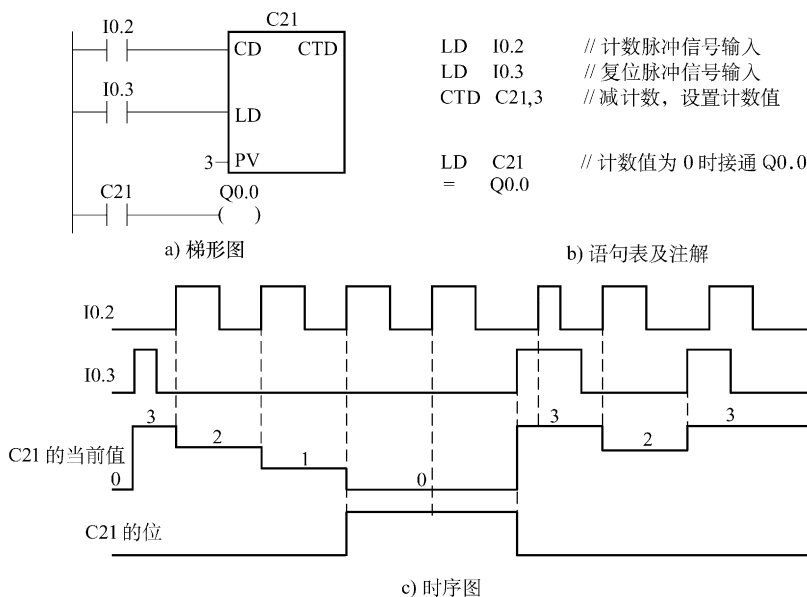 I0.2
C21
CD CTD
I0.3
LD
3 PV
C21
Q0.0
( )
a) 梯形图
LD I0.2 // 计数脉冲信号输入
LD I0.3 // 复位脉冲信号输入
CTD C21,3 // 减计数，设置计数值
LD C21 // 计数值为 0 时接通 Q0.0
= Q0.0
b) 语句表及注解
I0.2
I0.3
C21 的当前值
0 3 2 1 0 3 2 3
C21 的位
c) 时序图